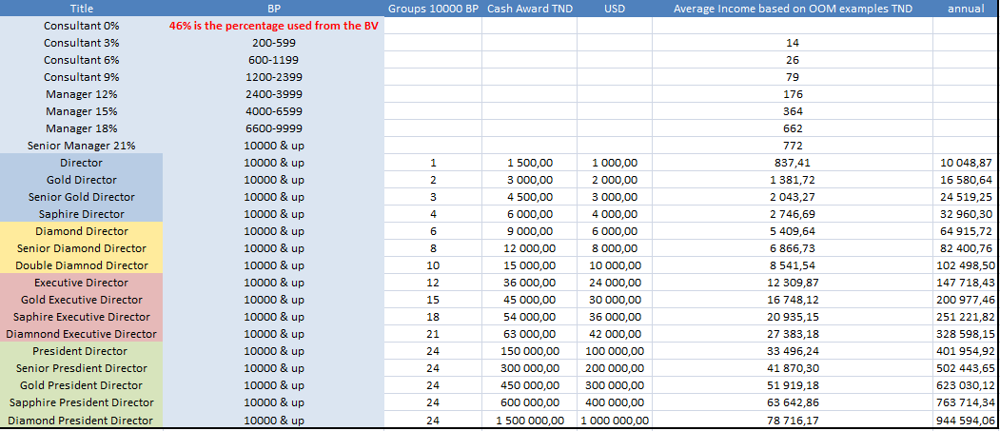 Title BP Groups 10000 BP Cash Award TND USD Average Income based on OOM examples TND annual
Consultant 0% 46% is the percentage used from the BV
Consultant 3% 200-599 14
Consultant 6% 600-1199 26
Consultant 9% 1200-2399 79
Manager 12% 2400-3999 176
Manager 15% 4000-6599 364
Manager 18% 6600-9999 662
Senior Manager 21% 10000 & up 772
Director 10000 & up 1 1 500,00 1 000,00 837,41 10 048,87
Gold Director 10000 & up 2 3 000,00 2 000,00 1 381,72 16 580,64
Senior Gold Director 10000 & up 3 4 500,00 3 000,00 2 043,27 24 519,25
Saphire Director 10000 & up 4 6 000,00 4 000,00 2 746,69 32 960,30
Diamond Director 10000 & up 6 9 000,00 6 000,00 5 409,64 64 915,72
Senior Diamond Director 10000 & up 8 12 000,00 8 000,00 6 866,73 82 400,76
Double Diamnod Director 10000 & up 10 15 000,00 10 000,00 8 541,54 102 498,50
Executive Director 10000 & up 12 36 000,00 24 000,00 12 309,87 147 718,43
Gold Executive Director 10000 & up 15 45 000,00 30 000,00 16 748,12 200 977,46
Saphire Executive Director 10000 & up 18 54 000,00 36 000,00 20 935,15 251 221,82
Diamnond Executive Director 10000 & up 21 63 000,00 42 000,00 27 383,18 328 598,15
President Director 10000 & up 24 150 000,00 100 000,00 33 496,24 401 954,92
Senior Presdient Director 10000 & up 24 300 000,00 200 000,00 41 870,30 502 443,65
Gold President Director 10000 & up 24 450 000,00 300 000,00 51 919,18 623 030,12
Sapphire President Director 10000 & up 24 600 000,00 400 000,00 63 642,86 763 714,34
Diamond President Director 10000 & up 24 1 500 000,00 1 000 000,00 78 716,17 944 594,06